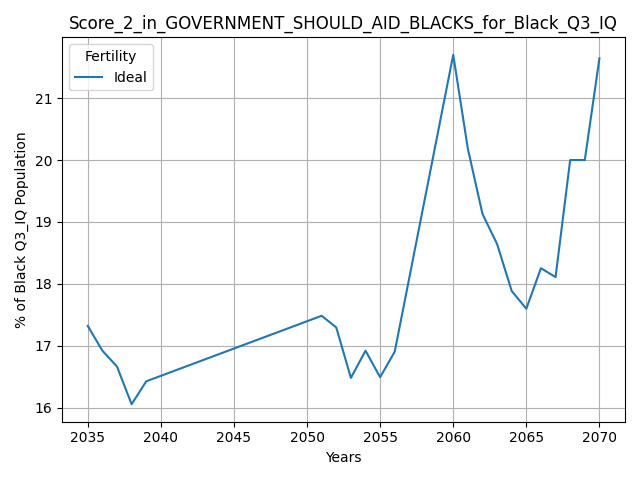 Score_2_in_GOVERNMENT_SHOULD_AID_BLACKS_for_Black_Q3_IQ
Fertility
Ideal
% of Black Q3_IQ Population
21
20
19
18
17
16
2035
2040
2045
2050
2055
2060
2065
2070
Years